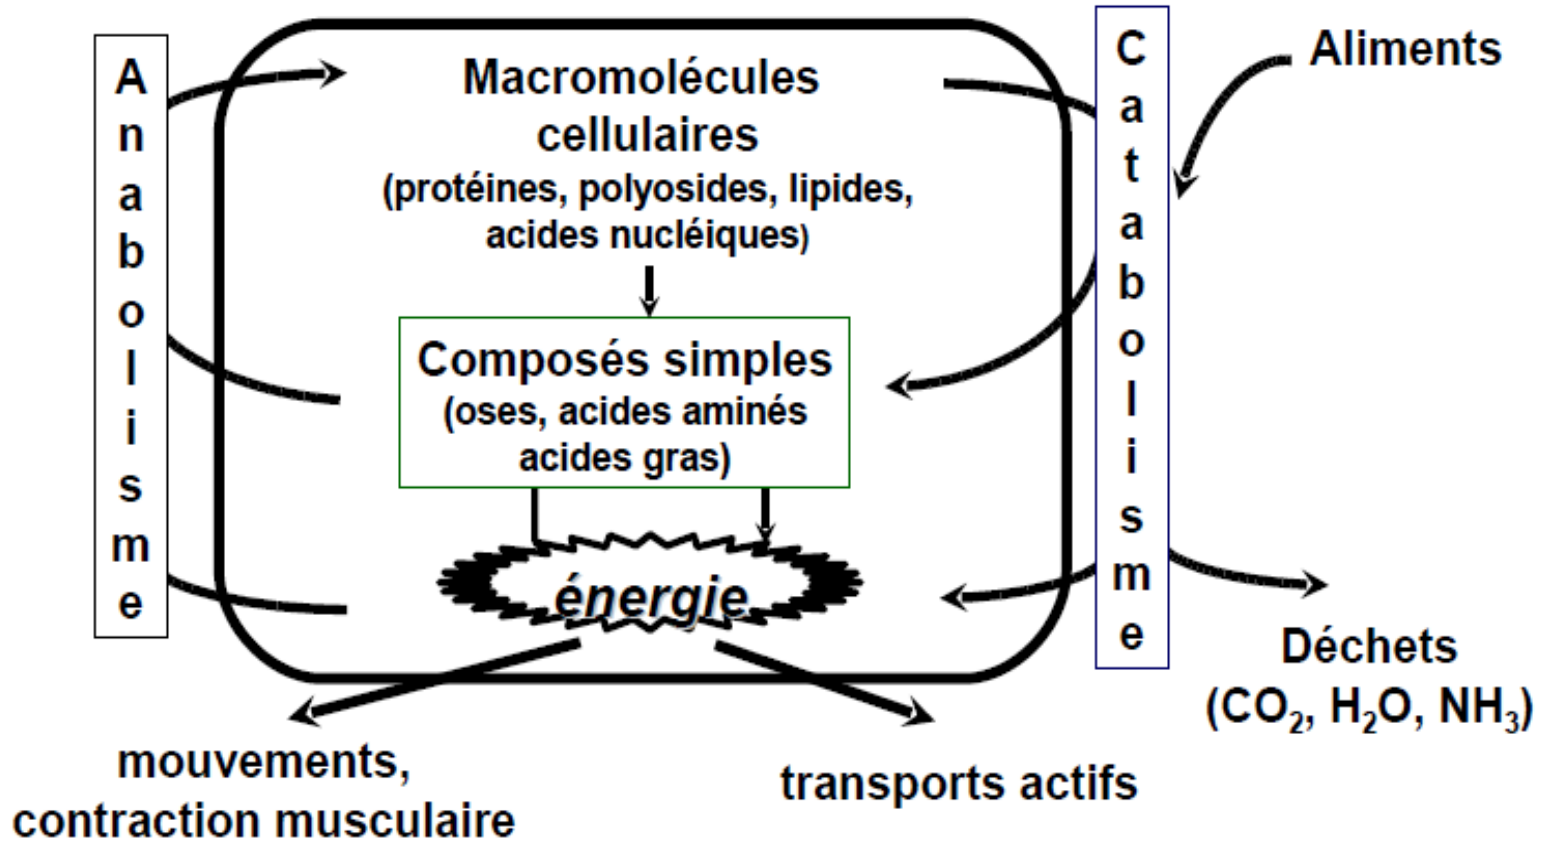 Anabolisme
Macromolécules
cellulaires
(protéines, polyosides, lipides,
acides nucléiques)
Composés simples
(oses, acides aminés
acides gras)
énergie
Catabolisme
Aliments
Déchets
(CO₂, H₂O, NH₃)
mouvements,
contraction musculaire
transports actifs